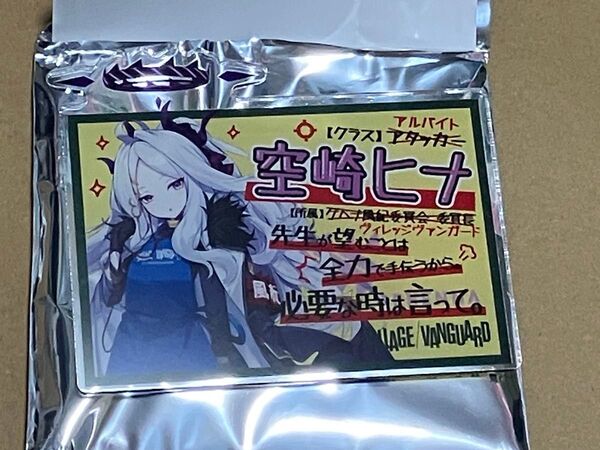 アルバイト
【クラス】アタッカー
空崎ヒナ
【所属】ゲヘナ風紀委員会 委員長
ヴィレッジヴァンガード
先生が望むことは
全力で手伝うから…
必要な時は言って。
LLAGE/VANGUARD